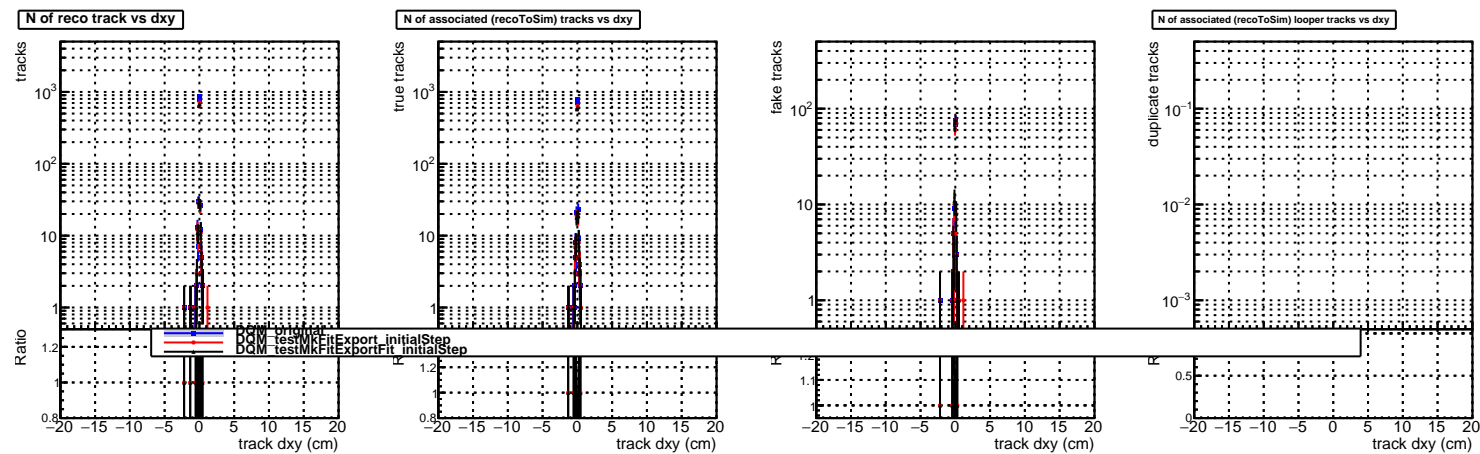 N of reco track vs dxy
tracks
10³
10²
10
1
Ratio
1.2
1
0.8
−20 −15 −10 −5 0 5 10 15 20
track dxy (cm)
N of associated (recoToSim) tracks vs dxy
true tracks
10³
10²
10
1
1.2
1
0.8
−20 −15 −10 −5 0 5 10 15 20
track dxy (cm)
fake tracks
10²
10
1
1.2
1.1
1
−20 −15 −10 −5 0 5 10 15 20
track dxy (cm)
N of associated (recoToSim) looper tracks vs dxy
duplicate tracks
10⁻¹
10⁻²
10⁻³
0.5
0
−20 −15 −10 −5 0 5 10 15 20
track dxy (cm)
DQM_original
DQM_testMkFitExport_initialStep
DQM_testMkFitExportFit_initialStep